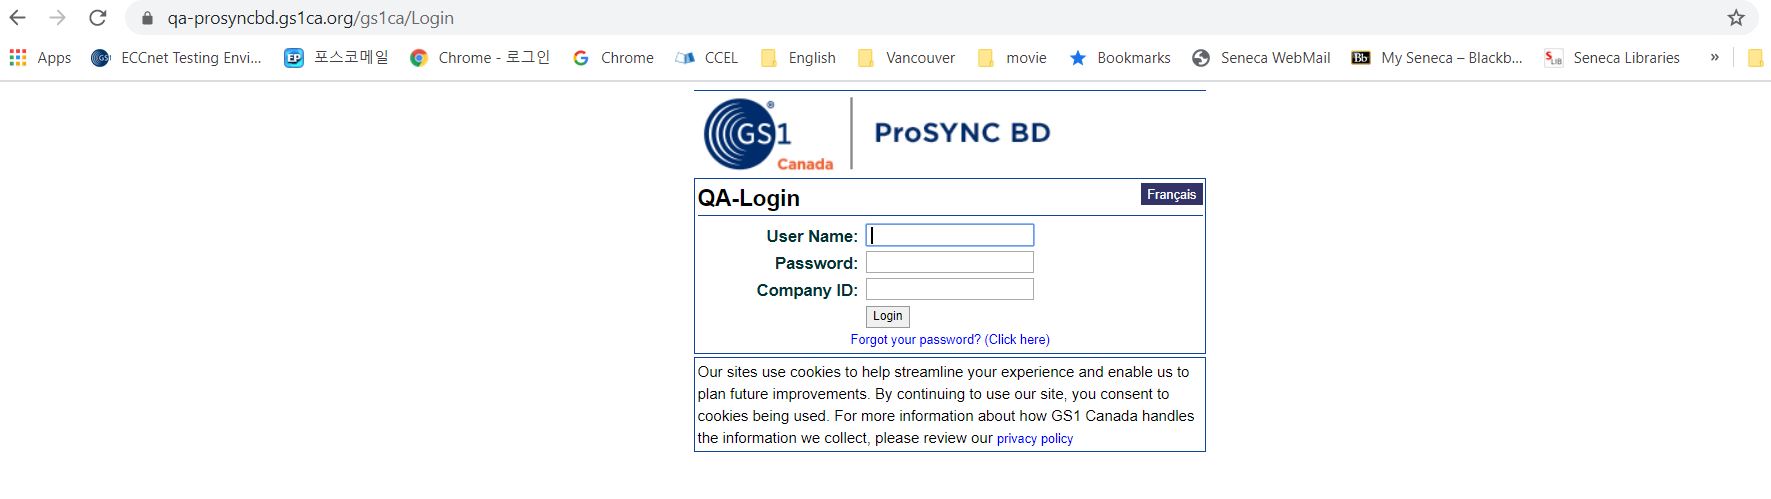 qa-prosyncbd.gs1ca.org/gs1ca/Login
Apps GS1 ECCnet Testing Envi... EP 포스코메일 Chrome - 로그인 G Chrome CCEL English Vancouver movie Bookmarks Seneca WebMail Bb My Seneca – Blackb... S LIB Seneca Libraries »
GS1 ® Canada ProSYNC BD
QA-Login Français
User Name:
Password:
Company ID:
Login
Forgot your password? (Click here)
Our sites use cookies to help streamline your experience and enable us to
plan future improvements. By continuing to use our site, you consent to
cookies being used. For more information about how GS1 Canada handles
the information we collect, please review our privacy policy